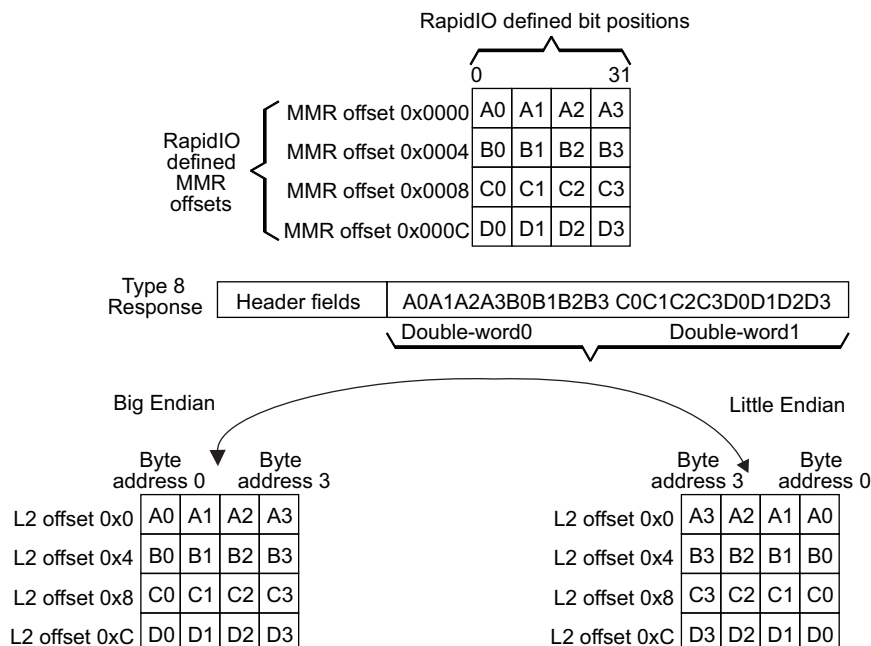 RapidIO defined bit positions
0 31
RapidIO
defined
MMR
offsets
MMR offset 0x0000 A0 A1 A2 A3
MMR offset 0x0004 B0 B1 B2 B3
MMR offset 0x0008 C0 C1 C2 C3
MMR offset 0x000C D0 D1 D2 D3
Type 8
Response
Header fields
A0A1A2A3B0B1B2B3 C0C1C2C3D0D1D2D3
Double-word0 Double-word1
Big Endian
Byte
address 0
Byte
address 3
L2 offset 0x0 A0 A1 A2 A3
L2 offset 0x4 B0 B1 B2 B3
L2 offset 0x8 C0 C1 C2 C3
L2 offset 0xC D0 D1 D2 D3
Little Endian
Byte
address 3
Byte
address 0
L2 offset 0x0 A3 A2 A1 A0
L2 offset 0x4 B3 B2 B1 B0
L2 offset 0x8 C3 C2 C1 C0
L2 offset 0xC D3 D2 D1 D0